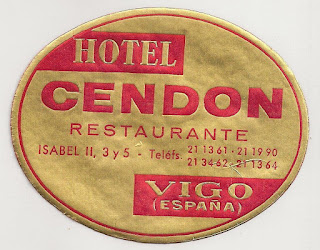 HOTEL
CENDON
RESTAURANTE
ISABEL II, 3 y 5 - Teléfs. 21 13 61 - 21 19 90
21 34 62 - 21 13 64
VIGO
(ESPAÑA)